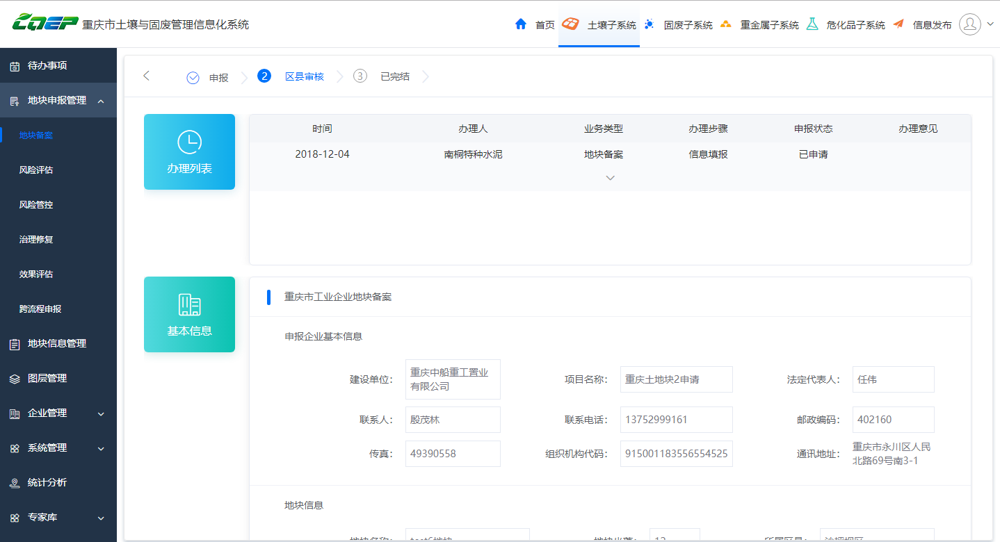 CQEP 重庆市土壤与固废管理信息化系统
首页 土壤子系统 固废子系统 重金属子系统 危化品子系统 信息发布
待办事项
地块申报管理
地块备案
风险评估
风险管控
治理修复
效果评估
跨流程申报
地块信息管理
图层管理
企业管理
系统管理
统计分析
专家库
申报 2 区县审核 3 已完结
办理列表
时间 办理人 业务类型 办理步骤 申报状态 办理意见
2018-12-04 南桐特种水泥 地块备案 信息填报 已申请
基本信息
重庆市工业企业地块备案
申报企业基本信息
建设单位： 重庆中船重工置业
有限公司
项目名称： 重庆土地块2申请
法定代表人： 任伟
联系人： 殷茂林
联系电话： 13752999161
邮政编码： 402160
传真： 49390558
组织机构代码： 915001183556554525
通讯地址： 重庆市永川区人民
北路69号南3-1
地块信息
地块名称： test6地块
地块坐落： 12
所属区县： 沙坪坝区